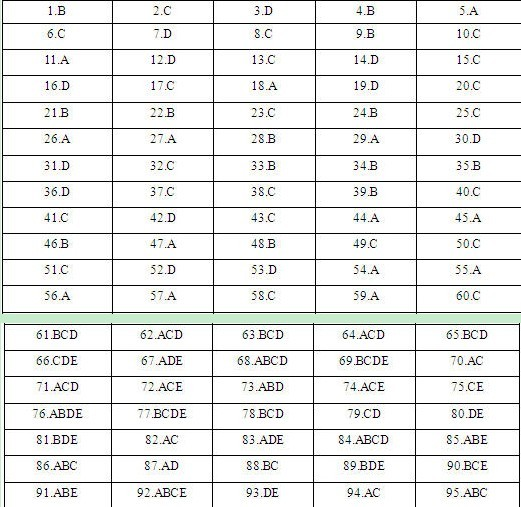 1.B 2.C 3.D 4.B 5.A
6.C 7.D 8.C 9.B 10.C
11.A 12.D 13.C 14.D 15.C
16.D 17.C 18.A 19.D 20.C
21.B 22.B 23.C 24.B 25.C
26.A 27.A 28.B 29.A 30.D
31.D 32.C 33.B 34.B 35.B
36.D 37.C 38.C 39.B 40.C
41.C 42.D 43.C 44.A 45.A
46.B 47.A 48.B 49.C 50.C
51.C 52.D 53.D 54.A 55.A
56.A 57.A 58.C 59.A 60.C
61.BCD 62.ACD 63.BCD 64.ACD 65.BCD
66.CDE 67.ADE 68.ABCD 69.BCDE 70.AC
71.ACD 72.ACE 73.ABD 74.ACE 75.CE
76.ABDE 77.BCDE 78.BCD 79.CD 80.DE
81.BDE 82.AC 83.ADE 84.ABCD 85.ABE
86.ABC 87.AD 88.BC 89.BDE 90.BCE
91.ABE 92.ABCE 93.DE 94.AC 95.ABC